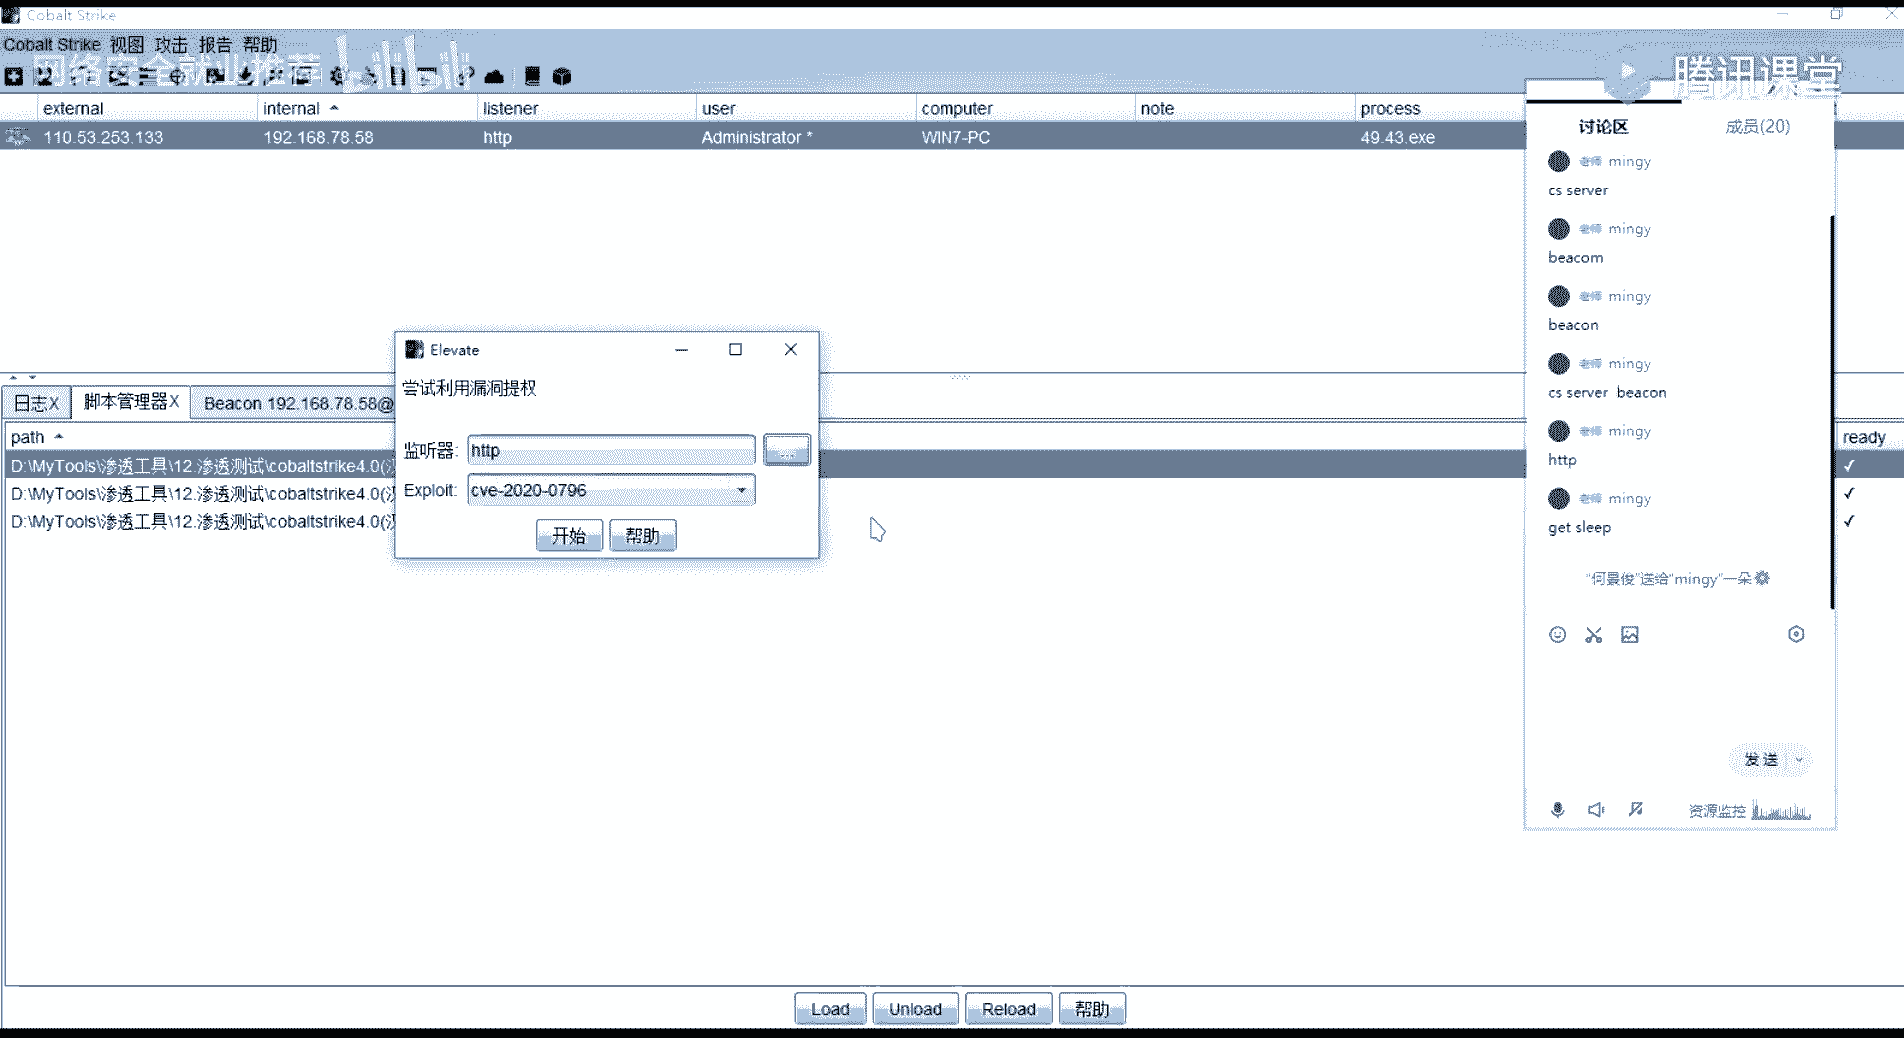 Cobalt Strike
Cobalt Strike 视图 攻击 报告 帮助
网络安全就业推荐
bilibili
腾讯课堂
external internal listener user computer note process
110.53.253.133 192.168.78.58 http Administrator * WIN7-PC 49.43.exe
讨论区 成员(20)
老师 mingy
cs server
老师 mingy
beacom
老师 mingy
beacon
老师 mingy
cs server beacon
老师 mingy
http
老师 mingy
get sleep
"何景俊"送给"mingy"一朵
发送
资源监控
Elevate
尝试利用漏洞提权
监听器: http ...
Exploit: cve-2020-0796
开始 帮助
日志X 脚本管理器X Beacon 192.168.78.58@
path ready
D:\MyTools\渗透工具\12.渗透测试\cobaltstrike4.0(汉 ✓
D:\MyTools\渗透工具\12.渗透测试\cobaltstrike4.0(汉 ✓
D:\MyTools\渗透工具\12.渗透测试\cobaltstrike4.0(汉 ✓
Load Unload Reload 帮助